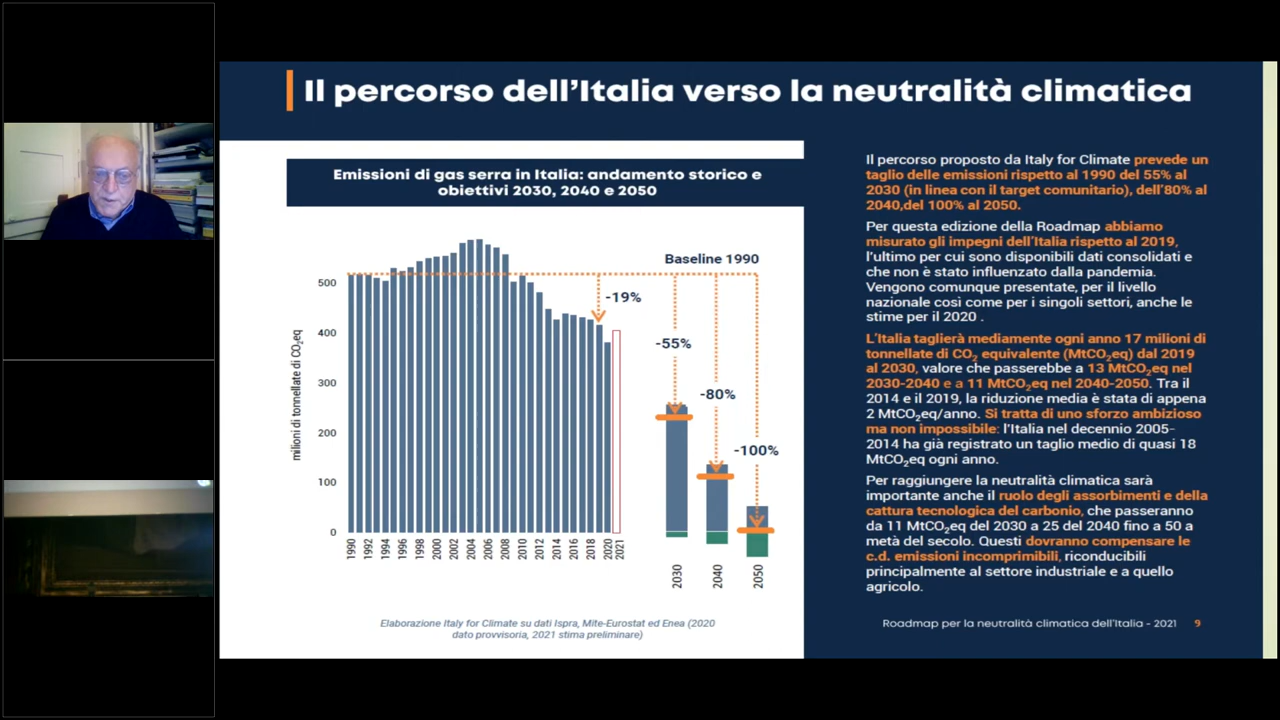 Il percorso dell'Italia verso la neutralità climatica
Emissioni di gas serra in Italia: andamento storico e
obiettivi 2030, 2040 e 2050
milioni di tonnellate di CO₂eq
500
400
300
200
100
0
Baseline 1990
-19%
-55%
-80%
-100%
1990
1992
1994
1996
1998
2000
2002
2004
2006
2008
2010
2012
2014
2016
2018
2020
2021
2030
2040
2050
Elaborazione Italy for Climate su dati Ispra, Mite-Eurostat ed Enea (2020
dato provvisoria, 2021 stima preliminare)
Il percorso proposto da Italy for Climate prevede un
taglio delle emissioni rispetto al 1990 del 55% al
2030 (in linea con il target comunitario), dell'80% al
2040,del 100% al 2050.
Per questa edizione della Roadmap abbiamo
misurato gli impegni dell'Italia rispetto al 2019,
l'ultimo per cui sono disponibili dati consolidati e
che non è stato influenzato dalla pandemia.
Vengono comunque presentate, per il livello
nazionale così come per i singoli settori, anche le
stime per il 2020 .
L'Italia taglierà mediamente ogni anno 17 milioni di
tonnellate di CO₂ equivalente (MtCO₂eq) dal 2019
al 2030, valore che passerebbe a 13 MtCO₂eq nel
2030-2040 e a 11 MtCO₂eq nel 2040-2050. Tra il
2014 e il 2019, la riduzione media è stata di appena
2 MtCO₂eq/anno. Si tratta di uno sforzo ambizioso
ma non impossibile: l'Italia nel decennio 2005-
2014 ha già registrato un taglio medio di quasi 18
MtCO₂eq ogni anno.
Per raggiungere la neutralità climatica sarà
importante anche il ruolo degli assorbimenti e della
cattura tecnologica del carbonio, che passeranno
da 11 MtCO₂eq del 2030 a 25 del 2040 fino a 50 a
metà del secolo. Questi dovranno compensare le
c.d. emissioni incomprimibili, riconducibili
principalmente al settore industriale e a quello
agricolo.
Roadmap per la neutralità climatica dell'Italia - 2021 9